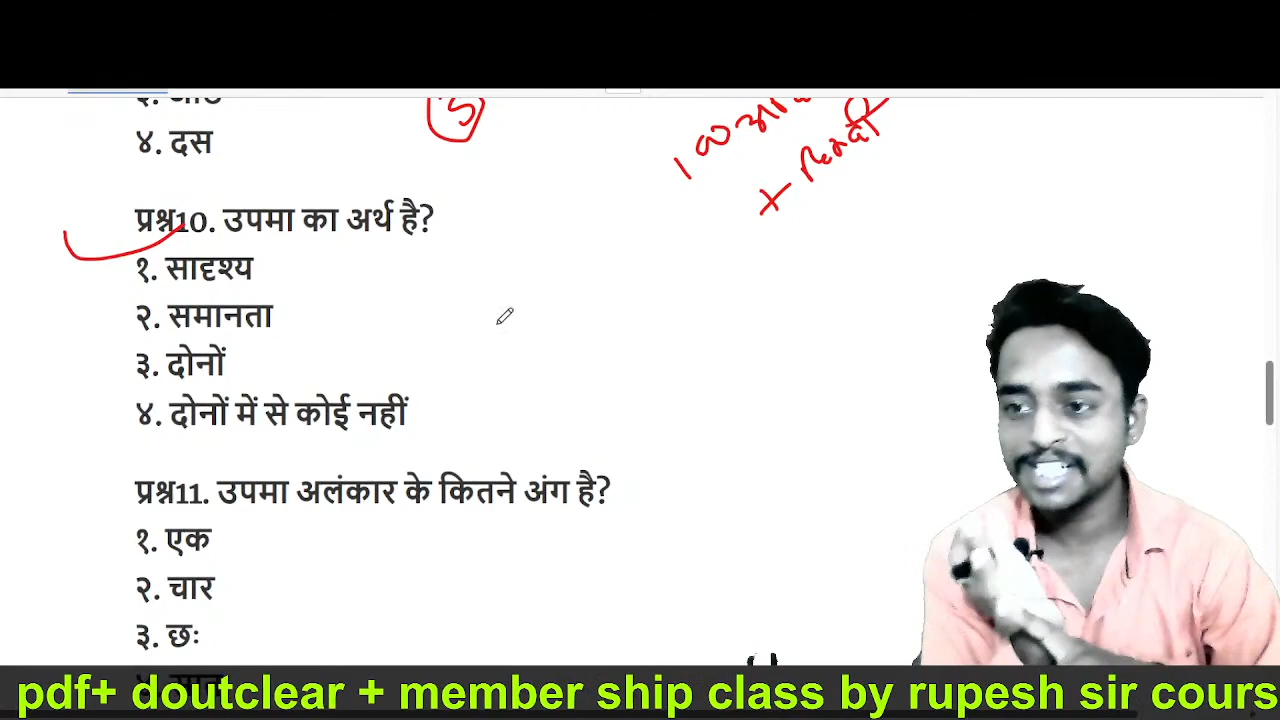 ४. दस
प्रश्न10. उपमा का अर्थ है?
१. सादृश्य
२. समानता
३. दोनों
४. दोनों में से कोई नहीं
प्रश्न11. उपमा अलंकार के कितने अंग है?
१. एक
२. चार
३. छः
pdf+ doutclear + member ship class by rupesh sir cours